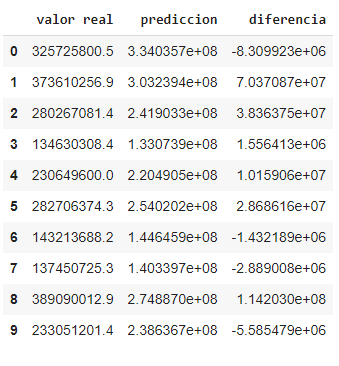 valor real prediccion diferencia
0 325725800.5 3.340357e+08 -8.309923e+06
1 373610256.9 3.032394e+08 7.037087e+07
2 280267081.4 2.419033e+08 3.836375e+07
3 134630308.4 1.330739e+08 1.556413e+06
4 230649600.0 2.204905e+08 1.015906e+07
5 282706374.3 2.540202e+08 2.868616e+07
6 143213688.2 1.446459e+08 -1.432189e+06
7 137450725.3 1.403397e+08 -2.889008e+06
8 389090012.9 2.748870e+08 1.142030e+08
9 233051201.4 2.386367e+08 -5.585479e+06